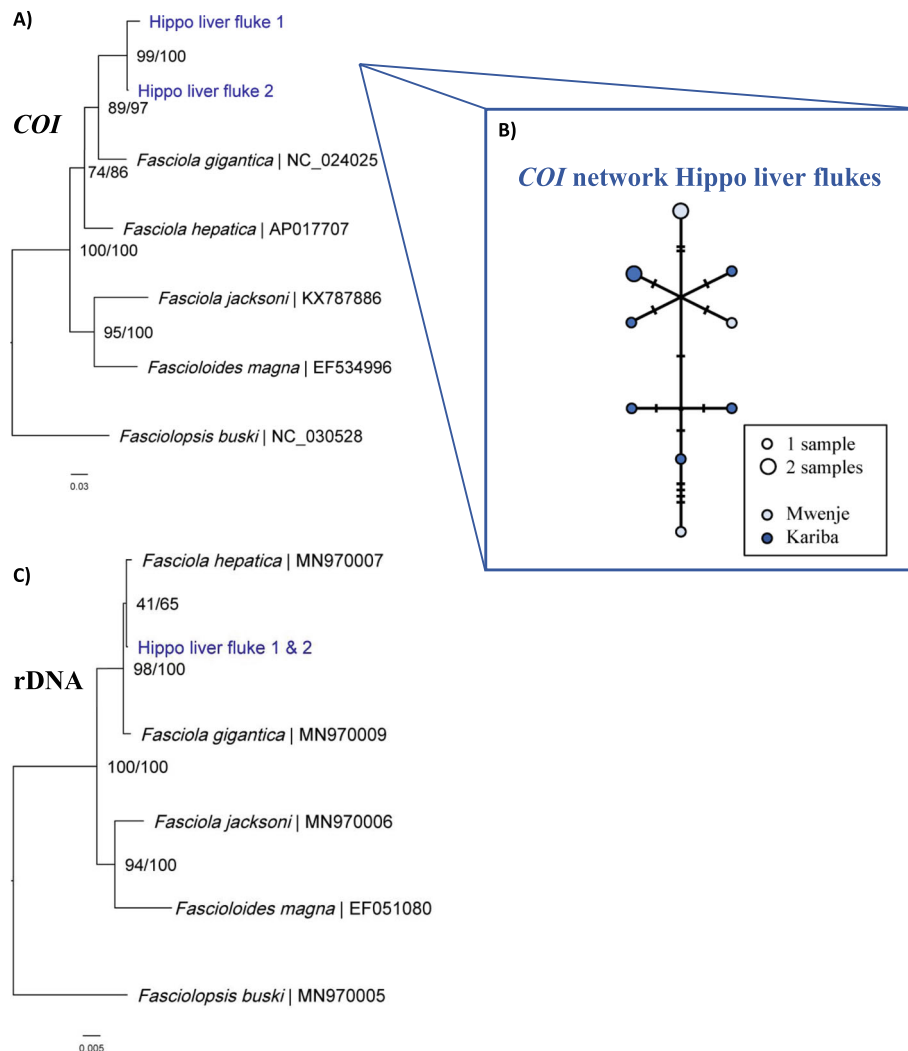 A)
Hippo liver fluke 1
99/100
Hippo liver fluke 2
89/97
COI
Fasciola gigantica | NC_024025
74/86
Fasciola hepatica | AP017707
100/100
Fasciola jacksoni | KX787886
95/100
Fascioloides magna | EF534996
Fasciolopsis buski | NC_030528
0.03
B)
COI network Hippo liver flukes
1 sample
2 samples
Mwenje
Kariba
C)
Fasciola hepatica | MN970007
41/65
Hippo liver fluke 1 & 2
98/100
rDNA
Fasciola gigantica | MN970009
100/100
Fasciola jacksoni | MN970006
94/100
Fascioloides magna | EF051080
Fasciolopsis buski | MN970005
0.005